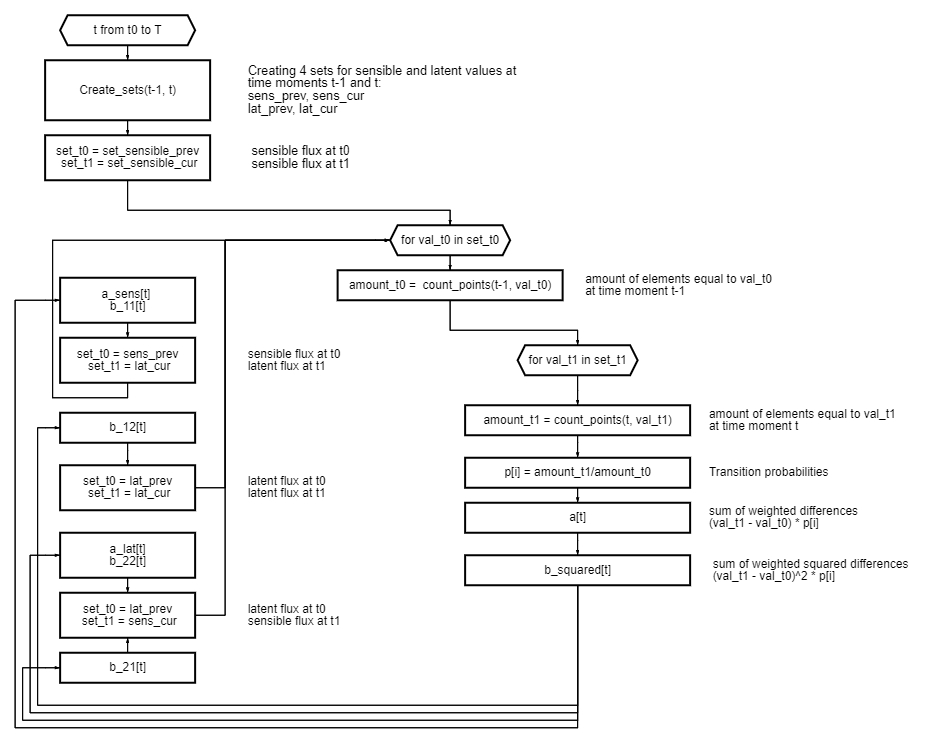 t from t0 to T
Create_sets(t-1, t)
Creating 4 sets for sensible and latent values at
time moments t-1 and t:
sens_prev, sens_cur
lat_prev, lat_cur
set_t0 = set_sensible_prev
set_t1 = set_sensible_cur
sensible flux at t0
sensible flux at t1
for val_t0 in set_t0
amount_t0 = count_points(t-1, val_t0)
amount of elements equal to val_t0
at time moment t-1
for val_t1 in set_t1
amount_t1 = count_points(t, val_t1)
amount of elements equal to val_t1
at time moment t
p[i] = amount_t1/amount_t0
Transition probabilities
a[t]
sum of weighted differences
(val_t1 - val_t0) * p[i]
b_squared[t]
sum of weighted squared differences
(val_t1 - val_t0)^2 * p[i]
a_sens[t]
b_11[t]
set_t0 = sens_prev
set_t1 = lat_cur
sensible flux at t0
latent flux at t1
b_12[t]
set_t0 = lat_prev
set_t1 = lat_cur
latent flux at t0
latent flux at t1
a_lat[t]
b_22[t]
set_t0 = lat_prev
set_t1 = sens_cur
latent flux at t0
sensible flux at t1
b_21[t]